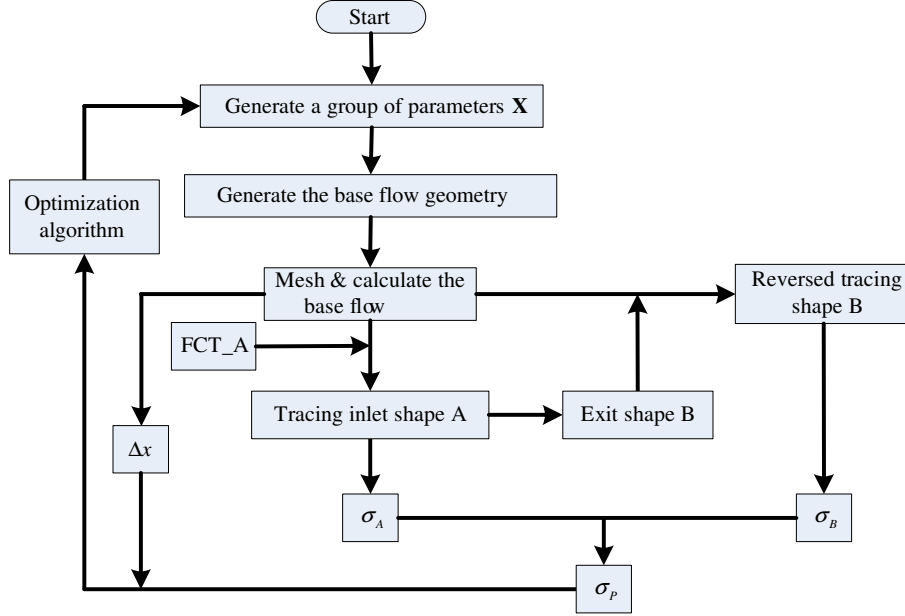 Start
Generate a group of parameters X
Generate the base flow geometry
Optimization
algorithm
Mesh & calculate the
base flow
Reversed tracing
shape B
FCT_A
Tracing inlet shape A
Exit shape B
Δx
σA
σB
σP